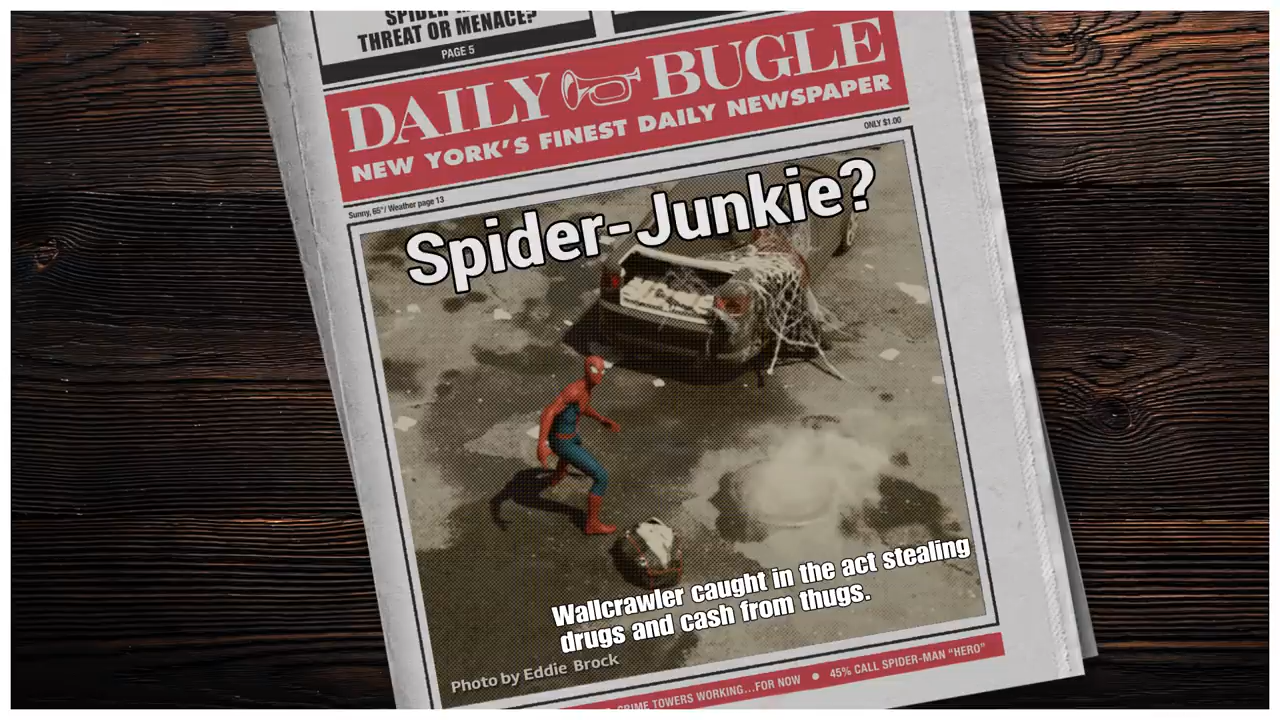 THREAT OR MENACE?
PAGE 5
DAILY BUGLE
NEW YORK'S FINEST DAILY NEWSPAPER
ONLY $1.00
Sunny, 65°/ Weather page 13
Spider-Junkie?
Wallcrawler caught in the act stealing
drugs and cash from thugs.
Photo by Eddie Brock
TOWERS WORKING...FOR NOW • 45% CALL SPIDER-MAN "HERO"